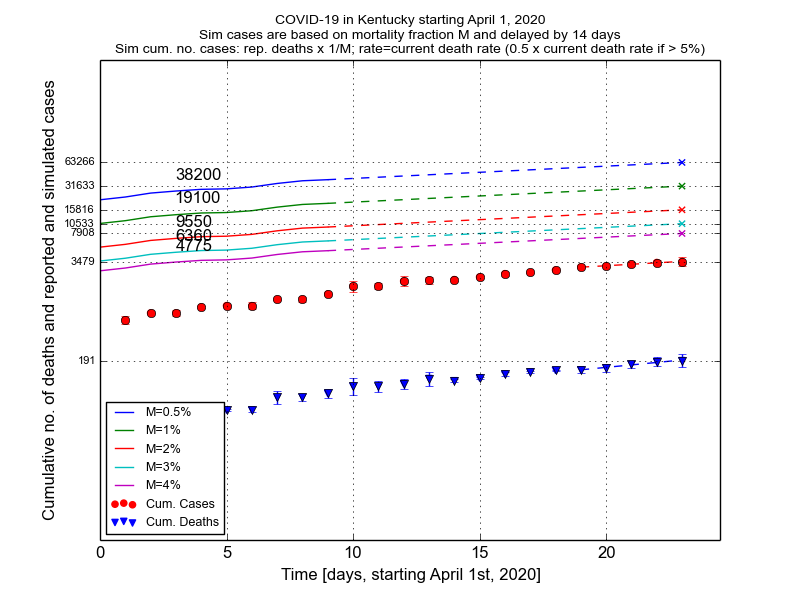 COVID-19 in Kentucky starting April 1, 2020
Sim cases are based on mortality fraction M and delayed by 14 days
Sim cum. no. cases: rep. deaths x 1/M; rate=current death rate (0.5 x current death rate if > 5%)
Cumulative no. of deaths and reported and simulated cases
63266
31633
15816
10533
7908
3479
191
38200
19100
9550
6360
4775
M=0.5%
M=1%
M=2%
M=3%
M=4%
Cum. Cases
Cum. Deaths
0 5 10 15 20
Time [days, starting April 1st, 2020]